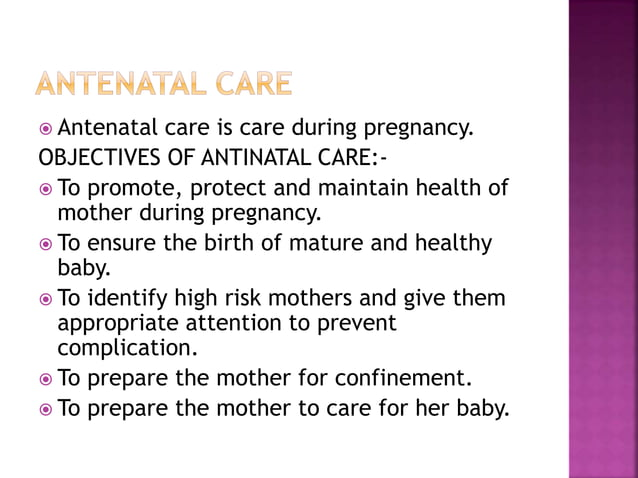 ANTENATAL CARE
Antenatal care is care during pregnancy.
OBJECTIVES OF ANTINATAL CARE:-
To promote, protect and maintain health of
mother during pregnancy.
To ensure the birth of mature and healthy
baby.
To identify high risk mothers and give them
appropriate attention to prevent
complication.
To prepare the mother for confinement.
To prepare the mother to care for her baby.